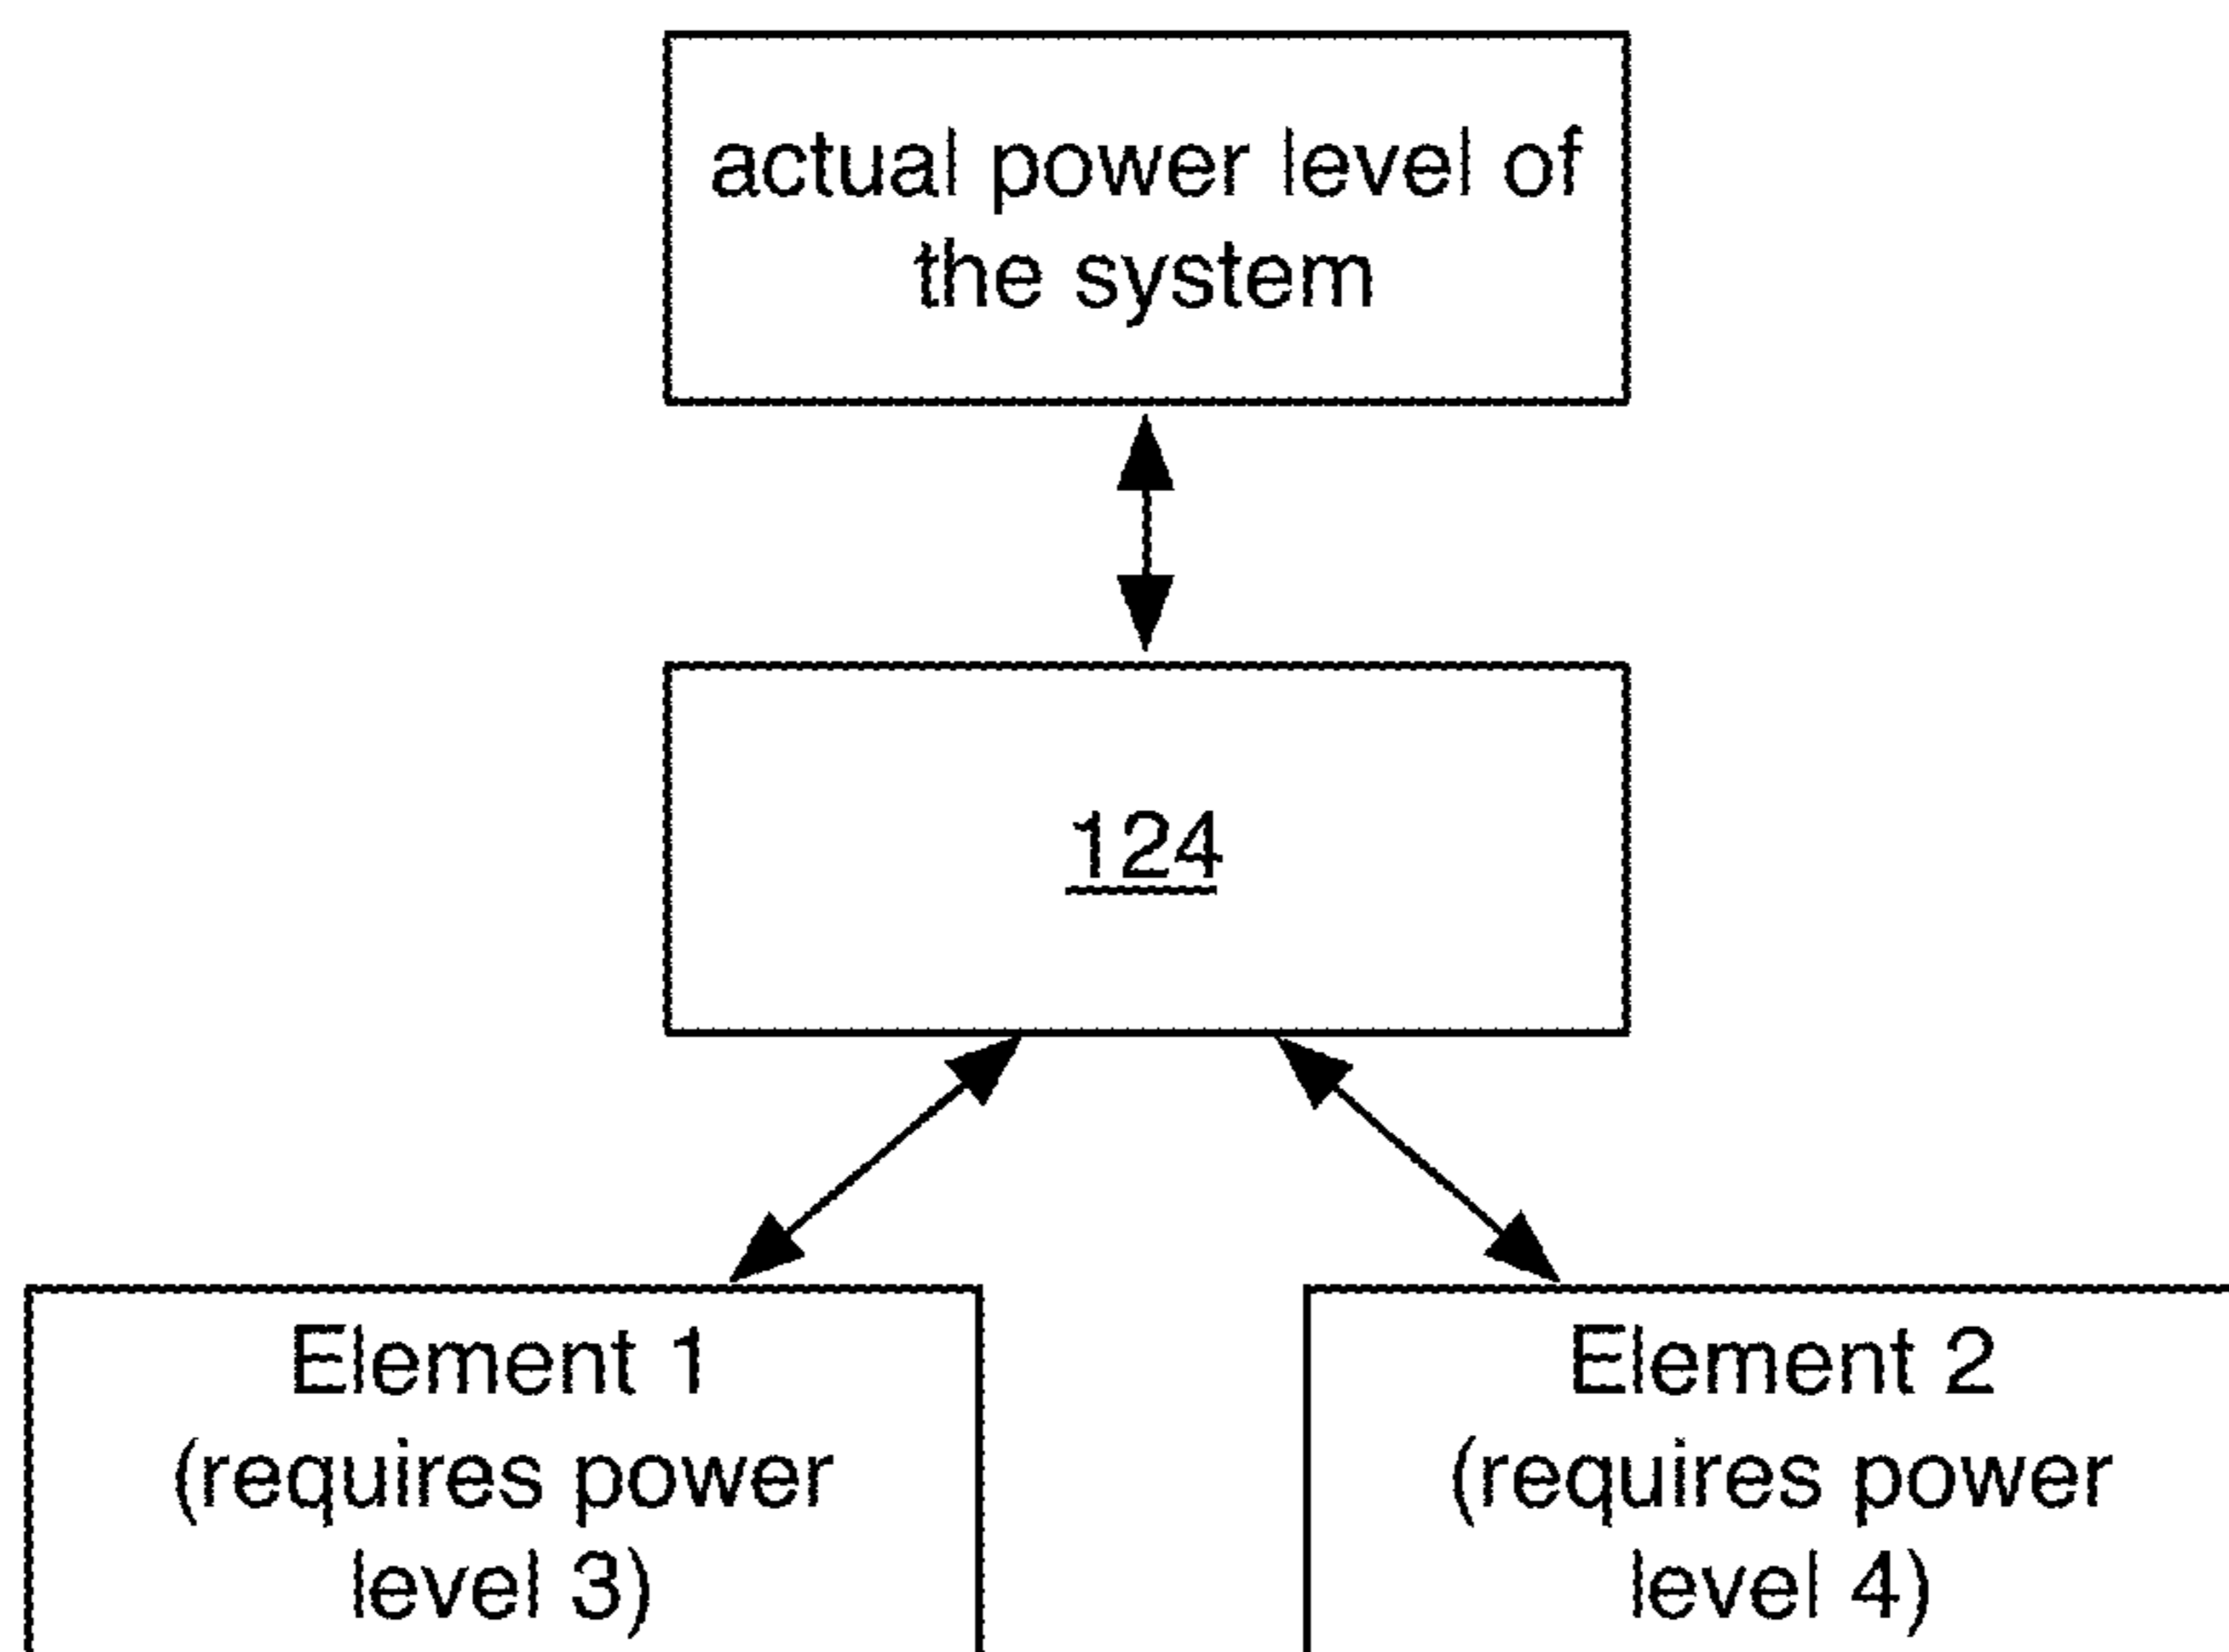 actual power level of
the system
124
Element 1
(requires power
level 3)
Element 2
(requires power
level 4)